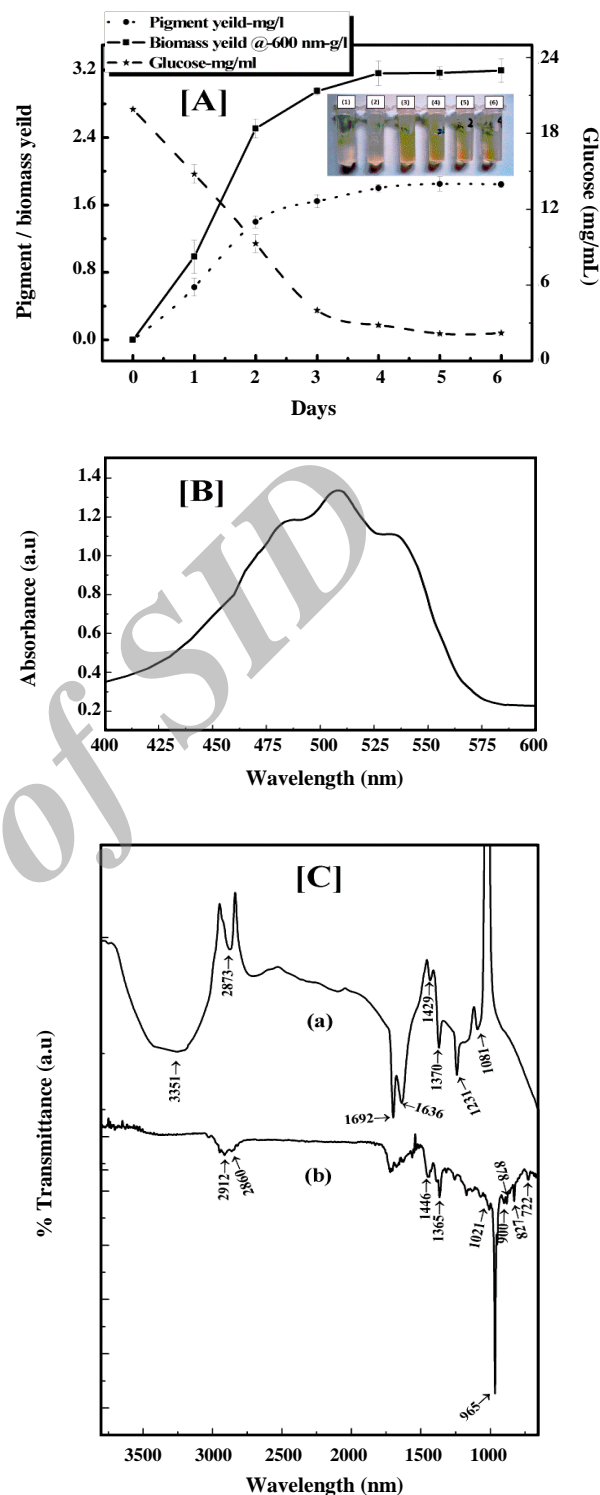 Pigment yeild-mg/l
Biomass yeild @-600 nm-g/l
Glucose-mg/ml
[A]
(1) (2) (3) (4) (5) (6)
3.2
2.4
1.6
0.8
0.0
Pigment / biomass yeild
24
18
12
6
0
Glucose (mg/mL)
0 1 2 3 4 5 6
Days
[B]
1.4
1.2
1.0
0.8
0.6
0.4
0.2
Absorbance (a.u)
400 425 450 475 500 525 550 575 600
Wavelength (nm)
of SID
[C]
(a)
3351→
2873→
1692→
←1636
1429→
1370→
1231→
1081→
(b)
2912→
2860→
1446→
1365→
1021→
965→
900→
878→
827→
722→
% Transmittance (a.u)
3500 3000 2500 2000 1500 1000
Wavelength (nm)